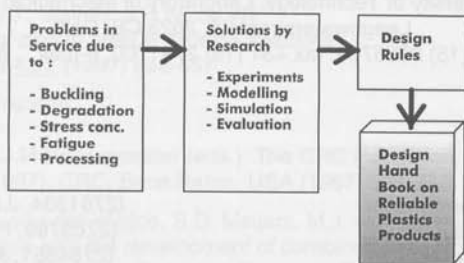 Problems in
Service due
to :
- Buckling
- Degradation
- Stress conc.
- Fatigue
- Processing
Solutions by
Research
- Experiments
- Modelling
- Simulation
- Evaluation
Design
Rules
Design
Hand
Book on
Reliable
Plastics
Products